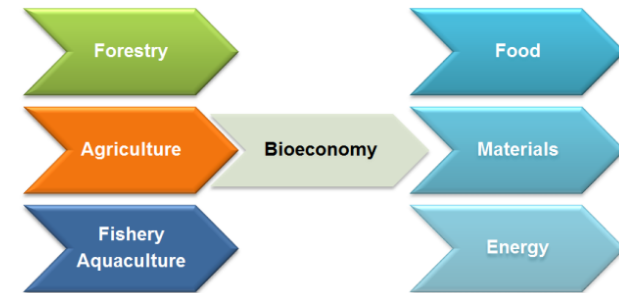 Forestry
Food
Agriculture
Bioeconomy
Materials
Fishery
Aquaculture
Energy